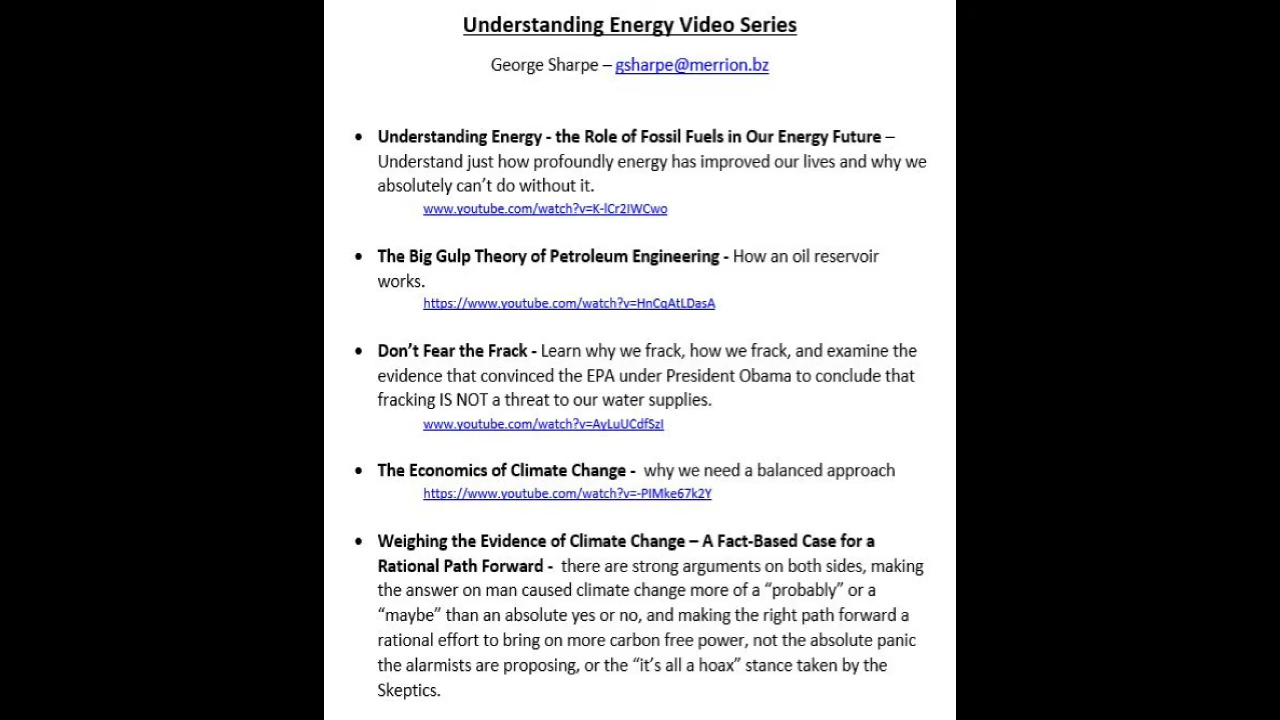 Understanding Energy Video Series
George Sharpe – gsharpe@merrion.bz
• Understanding Energy - the Role of Fossil Fuels in Our Energy Future –
Understand just how profoundly energy has improved our lives and why we
absolutely can’t do without it.
www.youtube.com/watch?v=K-lCr2IWCwo
• The Big Gulp Theory of Petroleum Engineering - How an oil reservoir
works.
https://www.youtube.com/watch?v=HnCqAtLDasA
• Don’t Fear the Frack - Learn why we frack, how we frack, and examine the
evidence that convinced the EPA under President Obama to conclude that
fracking IS NOT a threat to our water supplies.
www.youtube.com/watch?v=AyLuUCdfSzI
• The Economics of Climate Change - why we need a balanced approach
https://www.youtube.com/watch?v=-PIMke67k2Y
• Weighing the Evidence of Climate Change – A Fact-Based Case for a
Rational Path Forward - there are strong arguments on both sides, making
the answer on man caused climate change more of a “probably” or a
“maybe” than an absolute yes or no, and making the right path forward a
rational effort to bring on more carbon free power, not the absolute panic
the alarmists are proposing, or the “it’s all a hoax” stance taken by the
Skeptics.